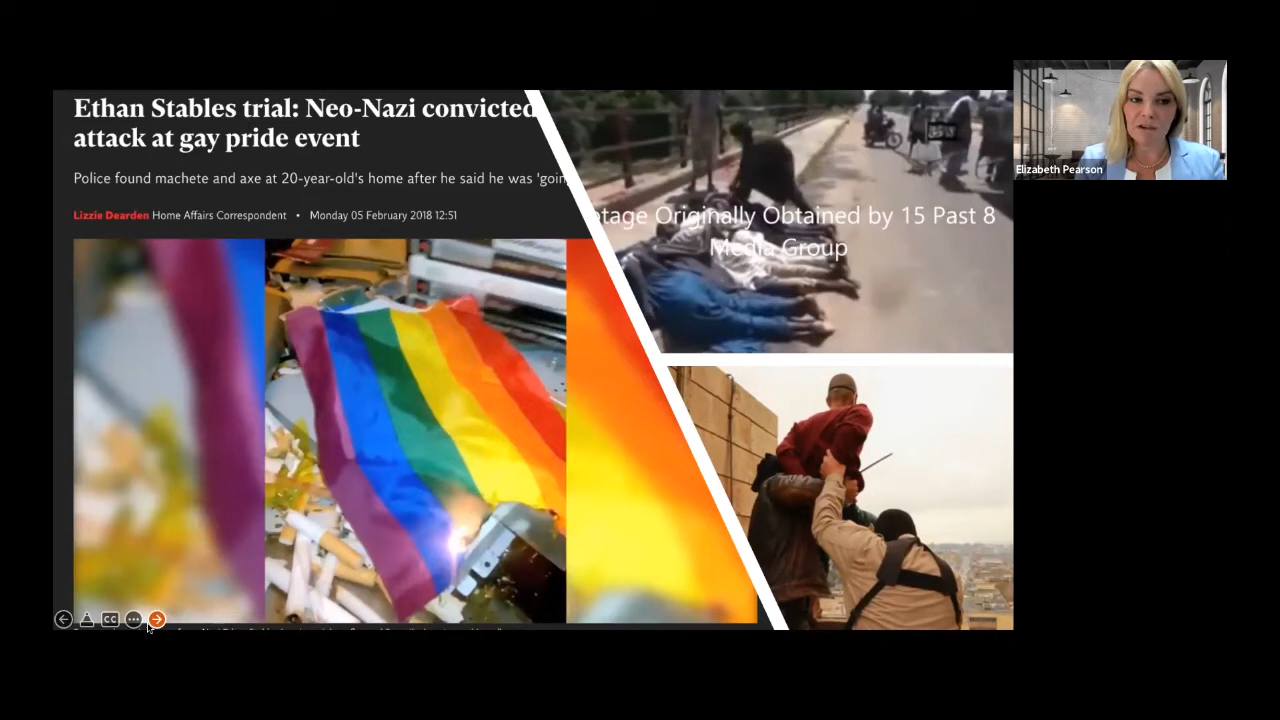 Ethan Stables trial: Neo-Nazi convicted
attack at gay pride event
Police found machete and axe at 20-year-old's home after he said he was
Lizzie Dearden Home Affairs Correspondent • Monday 05 February 2018 12:51
Originally Obtained by 15 Past 8
Media Group
Elizabeth Pearson
CC